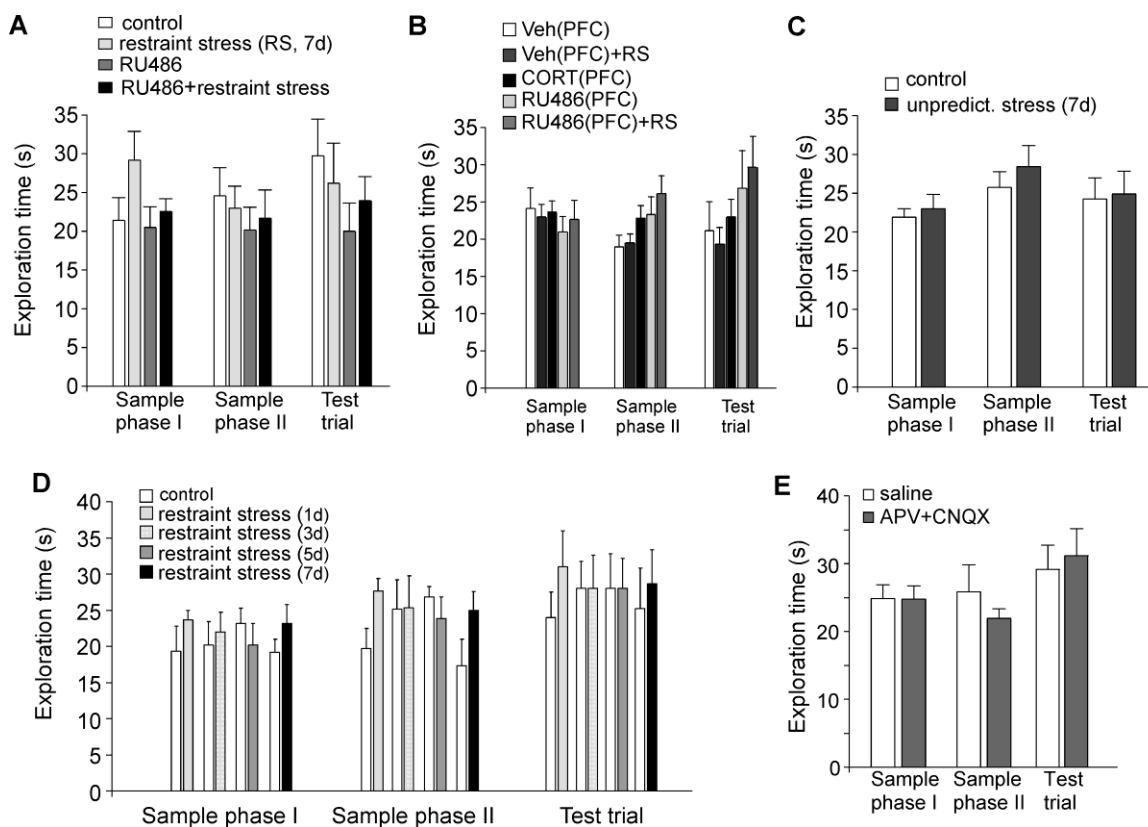 A
control
restraint stress (RS, 7d)
RU486
RU486+restraint stress
Exploration time (s)
35
30
25
20
15
10
5
0
Sample phase I
Sample phase II
Test trial
B
Veh(PFC)
Veh(PFC)+RS
CORT(PFC)
RU486(PFC)
RU486(PFC)+RS
Exploration time (s)
35
30
25
20
15
10
5
0
Sample phase I
Sample phase II
Test trial
C
control
unpredict. stress (7d)
Exploration time (s)
35
30
25
20
15
10
5
0
Sample phase I
Sample phase II
Test trial
D
control
restraint stress (1d)
restraint stress (3d)
restraint stress (5d)
restraint stress (7d)
Exploration time (s)
40
35
30
25
20
15
10
5
0
Sample phase I
Sample phase II
Test trial
E
saline
APV+CNQX
Exploration time (s)
40
30
20
10
0
Sample phase I
Sample phase II
Test trial